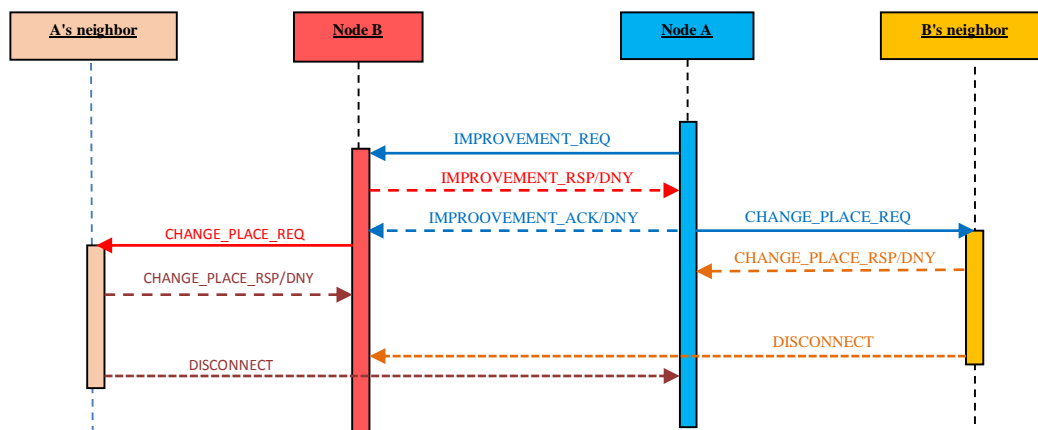 A's neighbor
Node B
Node A
B's neighbor
IMPROVEMENT_REQ
IMPROVEMENT_RSP/DNY
IMPROOVEMENT_ACK/DNY
CHANGE_PLACE_REQ
CHANGE_PLACE_REQ
CHANGE_PLACE_RSP/DNY
CHANGE_PLACE_RSP/DNY
DISCONNECT
DISCONNECT